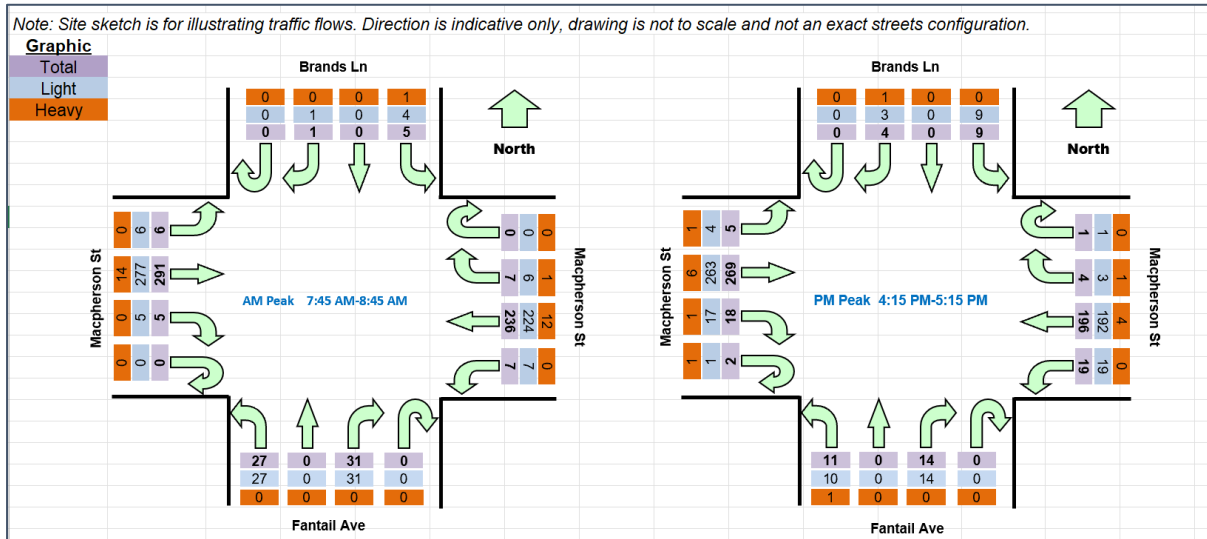 Note: Site sketch is for illustrating traffic flows. Direction is indicative only, drawing is not to scale and not an exact streets configuration.
Graphic
Total
Light
Heavy
Brands Ln
0 0 0 1
0 1 0 4
0 1 0 5
North
Macpherson St
0 6 6
14 277 291
0 5 5
0 0 0
AM Peak 7:45 AM-8:45 AM
0 0 0
7 6 1
236 224 12
7 7 0
Macpherson St
27 0 31 0
27 0 31 0
0 0 0 0
Fantail Ave
Brands Ln
0 1 0 0
0 3 0 9
0 4 0 9
North
Macpherson St
1 4 5
6 263 269
1 17 18
1 1 2
PM Peak 4:15 PM-5:15 PM
1 1 0
4 3 1
196 192 4
19 19 0
Macpherson St
11 0 14 0
10 0 14 0
1 0 0 0
Fantail Ave